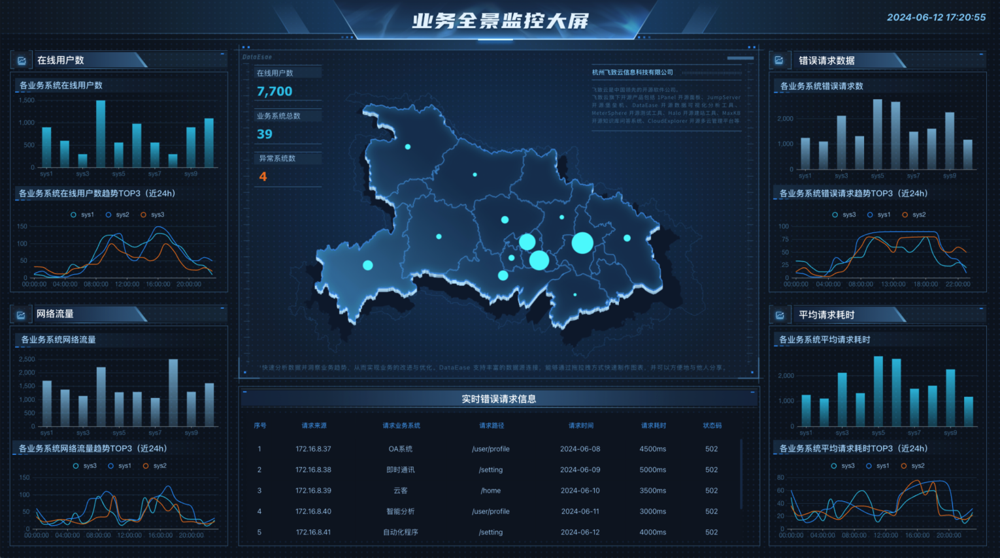 业务全景监控大屏
2024-06-12 17:20:55
在线用户数
各业务系统在线用户数
1,500
1,000
500
0
sys1 sys3 sys5 sys7 sys9
各业务系统在线用户数趋势TOP3（近24h）
sys1 sys2 sys3
150
100
50
0
00:00:00 04:00:00 08:00:00 12:00:00 16:00:00 20:00:00
网络流量
各业务系统网络流量
2,500
2,000
1,500
1,000
500
0
sys1 sys3 sys5 sys7 sys9
各业务系统网络流量趋势TOP3（近24h）
sys3 sys1 sys2
150
100
50
0
00:00:00 04:00:00 08:00:00 12:00:00 16:00:00 20:00:00
DataEsae
在线用户数
7,700
业务系统总数
39
异常系统数
4
杭州飞致云信息科技有限公司
飞致云是中国领先的开源软件公司。
飞致云旗下开源产品包括 1Panel 开源面板、JumpServer
开源堡垒机、DataEase 开源数据可视化分析工具、
MeterSphere 开源测试工具、Halo 开源建站工具、MaxKB
开源知识库问答系统、CloudExplorer 开源多云管理平台等
快速分析数据并洞察业务趋势，从而实现业务的改进与优化。DataEase 支持丰富的数据源连接，能够通过拖拉拽方式快速制作图表，并可以方便地与他人分享。
实时错误请求信息
序号 请求来源 请求业务系统 请求路径 请求时间 请求耗时 状态码
1 172.16.8.37 OA系统 /user/profile 2024-06-08 4500ms 502
2 172.16.8.38 即时通讯 /setting 2024-06-09 5000ms 502
3 172.16.8.39 云客 /home 2024-06-10 3500ms 502
4 172.16.8.40 智能分析 /user/profile 2024-06-11 3000ms 502
5 172.16.8.41 自动化程序 /setting 2024-06-12 4000ms 502
错误请求数据
各业务系统错误请求数
2,000
1,000
0
sys1 sys3 sys5 sys7 sys9
各业务系统错误请求趋势TOP3（近24h）
sys3 sys1 sys2
100
75
50
25
0
00:00:00 04:00:00 08:00:00 13:00:00 18:00:00 22:00:00
平均请求耗时
各业务系统平均请求耗时
2,000
1,000
0
sys1 sys3 sys5 sys7 sys9
各业务系统平均请求耗时TOP3（近24h）
sys3 sys1 sys2
80
60
40
20
0
00:00:00 04:00:00 08:00:00 12:00:00 16:00:00 20:00:00